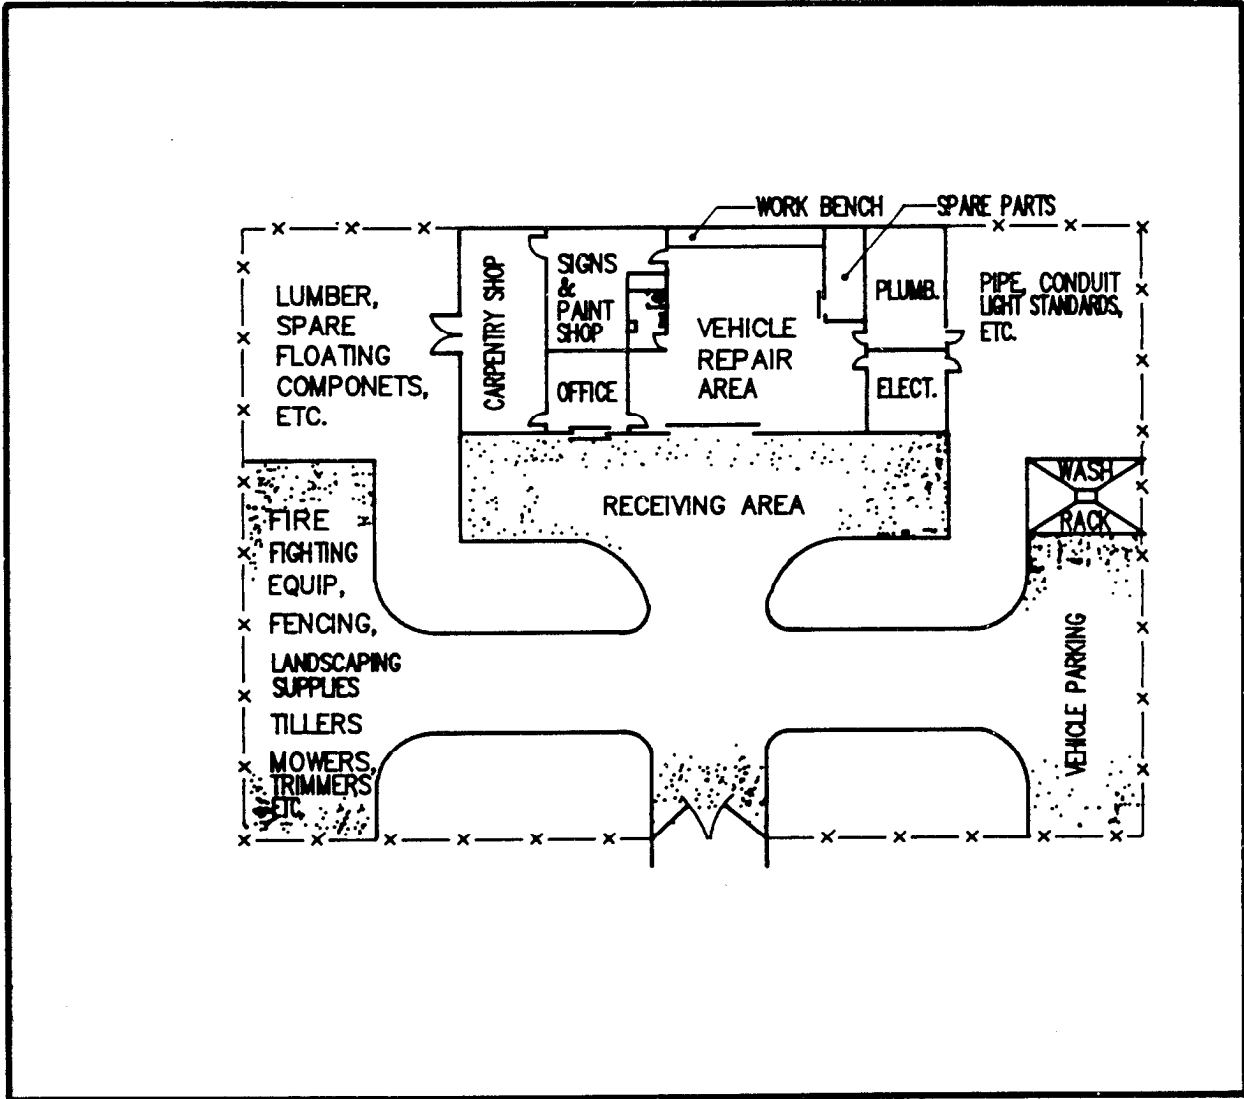 WORK BENCH
SPARE PARTS
LUMBER,
SPARE
FLOATING
COMPONETS,
ETC.
CARPENTRY SHOP
SIGNS
&
PAINT
SHOP
OFFICE
VEHICLE
REPAIR
AREA
PLUMB.
ELECT.
PIPE, CONDUIT
LIGHT STANDARDS,
ETC.
RECEIVING AREA
WASH
RACK
FIRE
FIGHTING
EQUIP,
FENCING,
LANDSCAPING
SUPPLIES
TILLERS
MOWERS,
TRIMMERS
ETC.
VEHICLE PARKING